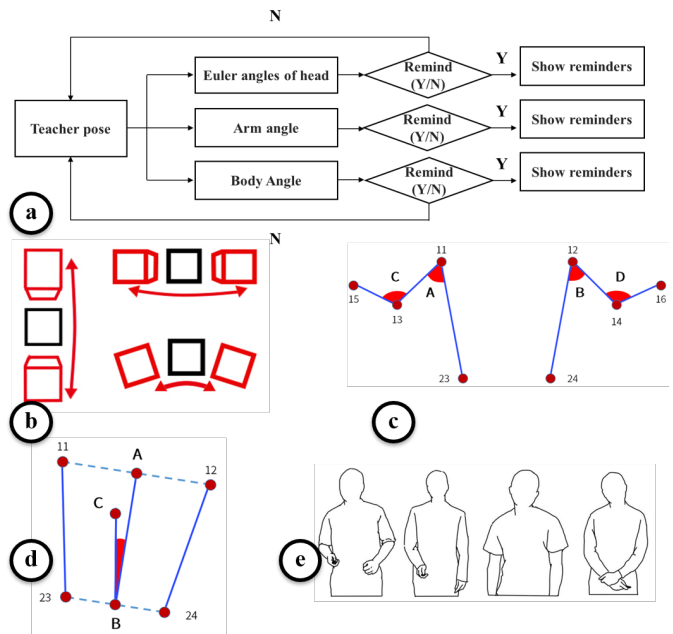 N
Euler angles of head
Remind
(Y/N)
Y
Show reminders
Teacher pose
Arm angle
Remind
(Y/N)
Y
Show reminders
Body Angle
Remind
(Y/N)
Y
Show reminders
N
a
b
11
12
C
D
15
A
B
16
13
14
23
24
c
11
A
12
C
d
23
24
B
e